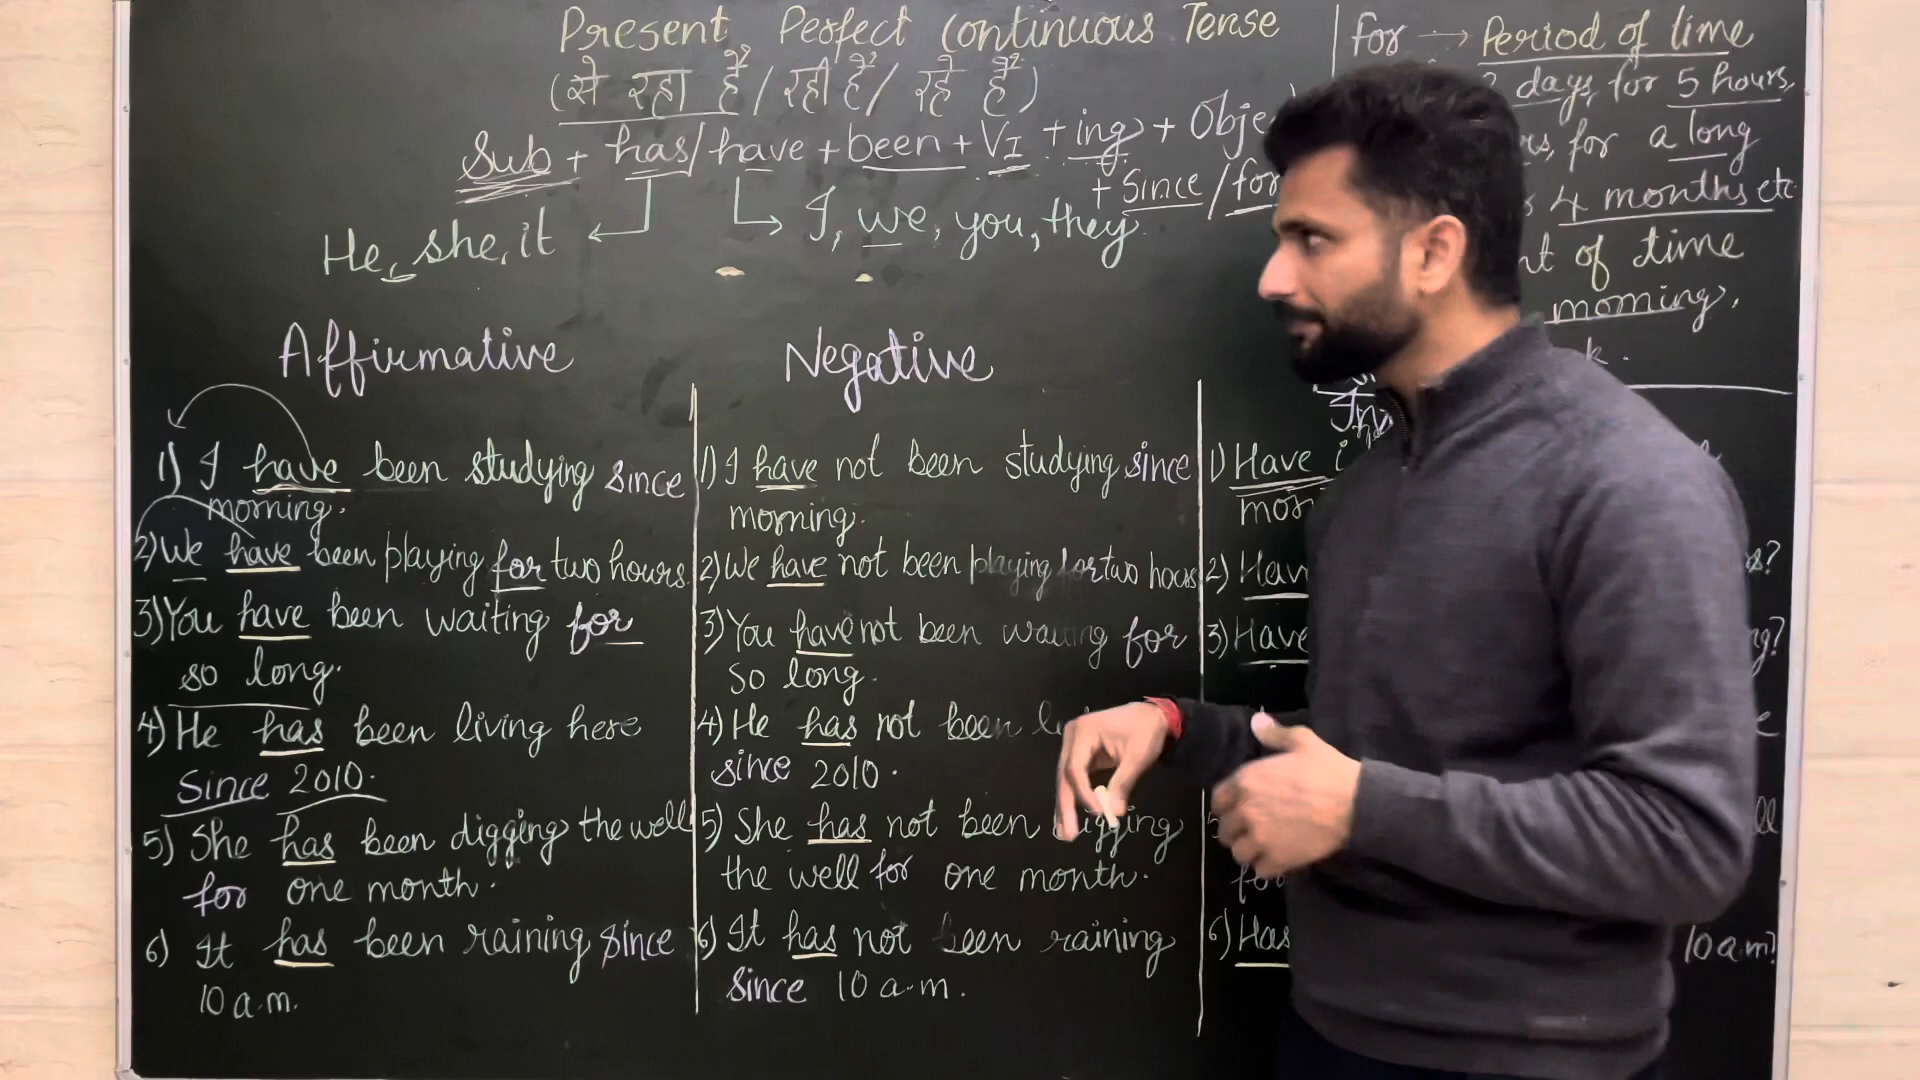 Present Perfect Continuous Tense
(से रहा है/ रही है/ रहे हैं)
Sub + has/have + been + VI + ing + Obje
+ Since/for
He, she, it
I, we, you, they
for → Period of time
days, for 5 hours,
for a long
4 months etc
of time
morning,
Affirmative
1) I have been studying since
morning.
2) We have been playing for two hours.
3) You have been waiting for
so long.
4) He has been living here
Since 2010.
5) She has been digging the well
for one month.
6) It has been raining since
10 a.m.
Negative
1) I have not been studying since
morning.
2) We have not been playing for two hours
3) You have not been waiting for
so long.
4) He has not been
since 2010.
5) She has not been digging
the well for one month.
6) It has not been raining
since 10 a.m.
1) Have i
2)
3) Have
for
6) Has 10 a.m?